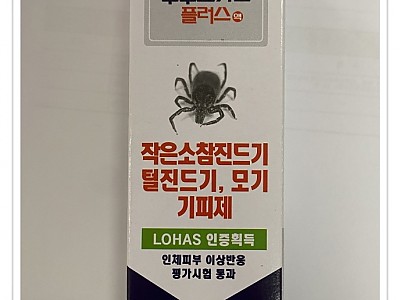 플러스액
작은소참진드기
털진드기, 모기
기피제
LOHAS 인증획득
인체피부 이상반응
평가시험 통과